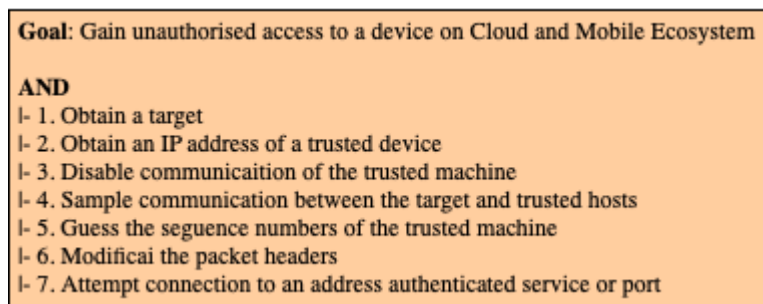 Goal: Gain unauthorised access to a device on Cloud and Mobile Ecosystem
AND
|- 1. Obtain a target
|- 2. Obtain an IP address of a trusted device
|- 3. Disable communicaition of the trusted machine
|- 4. Sample communication between the target and trusted hosts
|- 5. Guess the seguence numbers of the trusted machine
|- 6. Modificai the packet headers
|- 7. Attempt connection to an address authenticated service or port